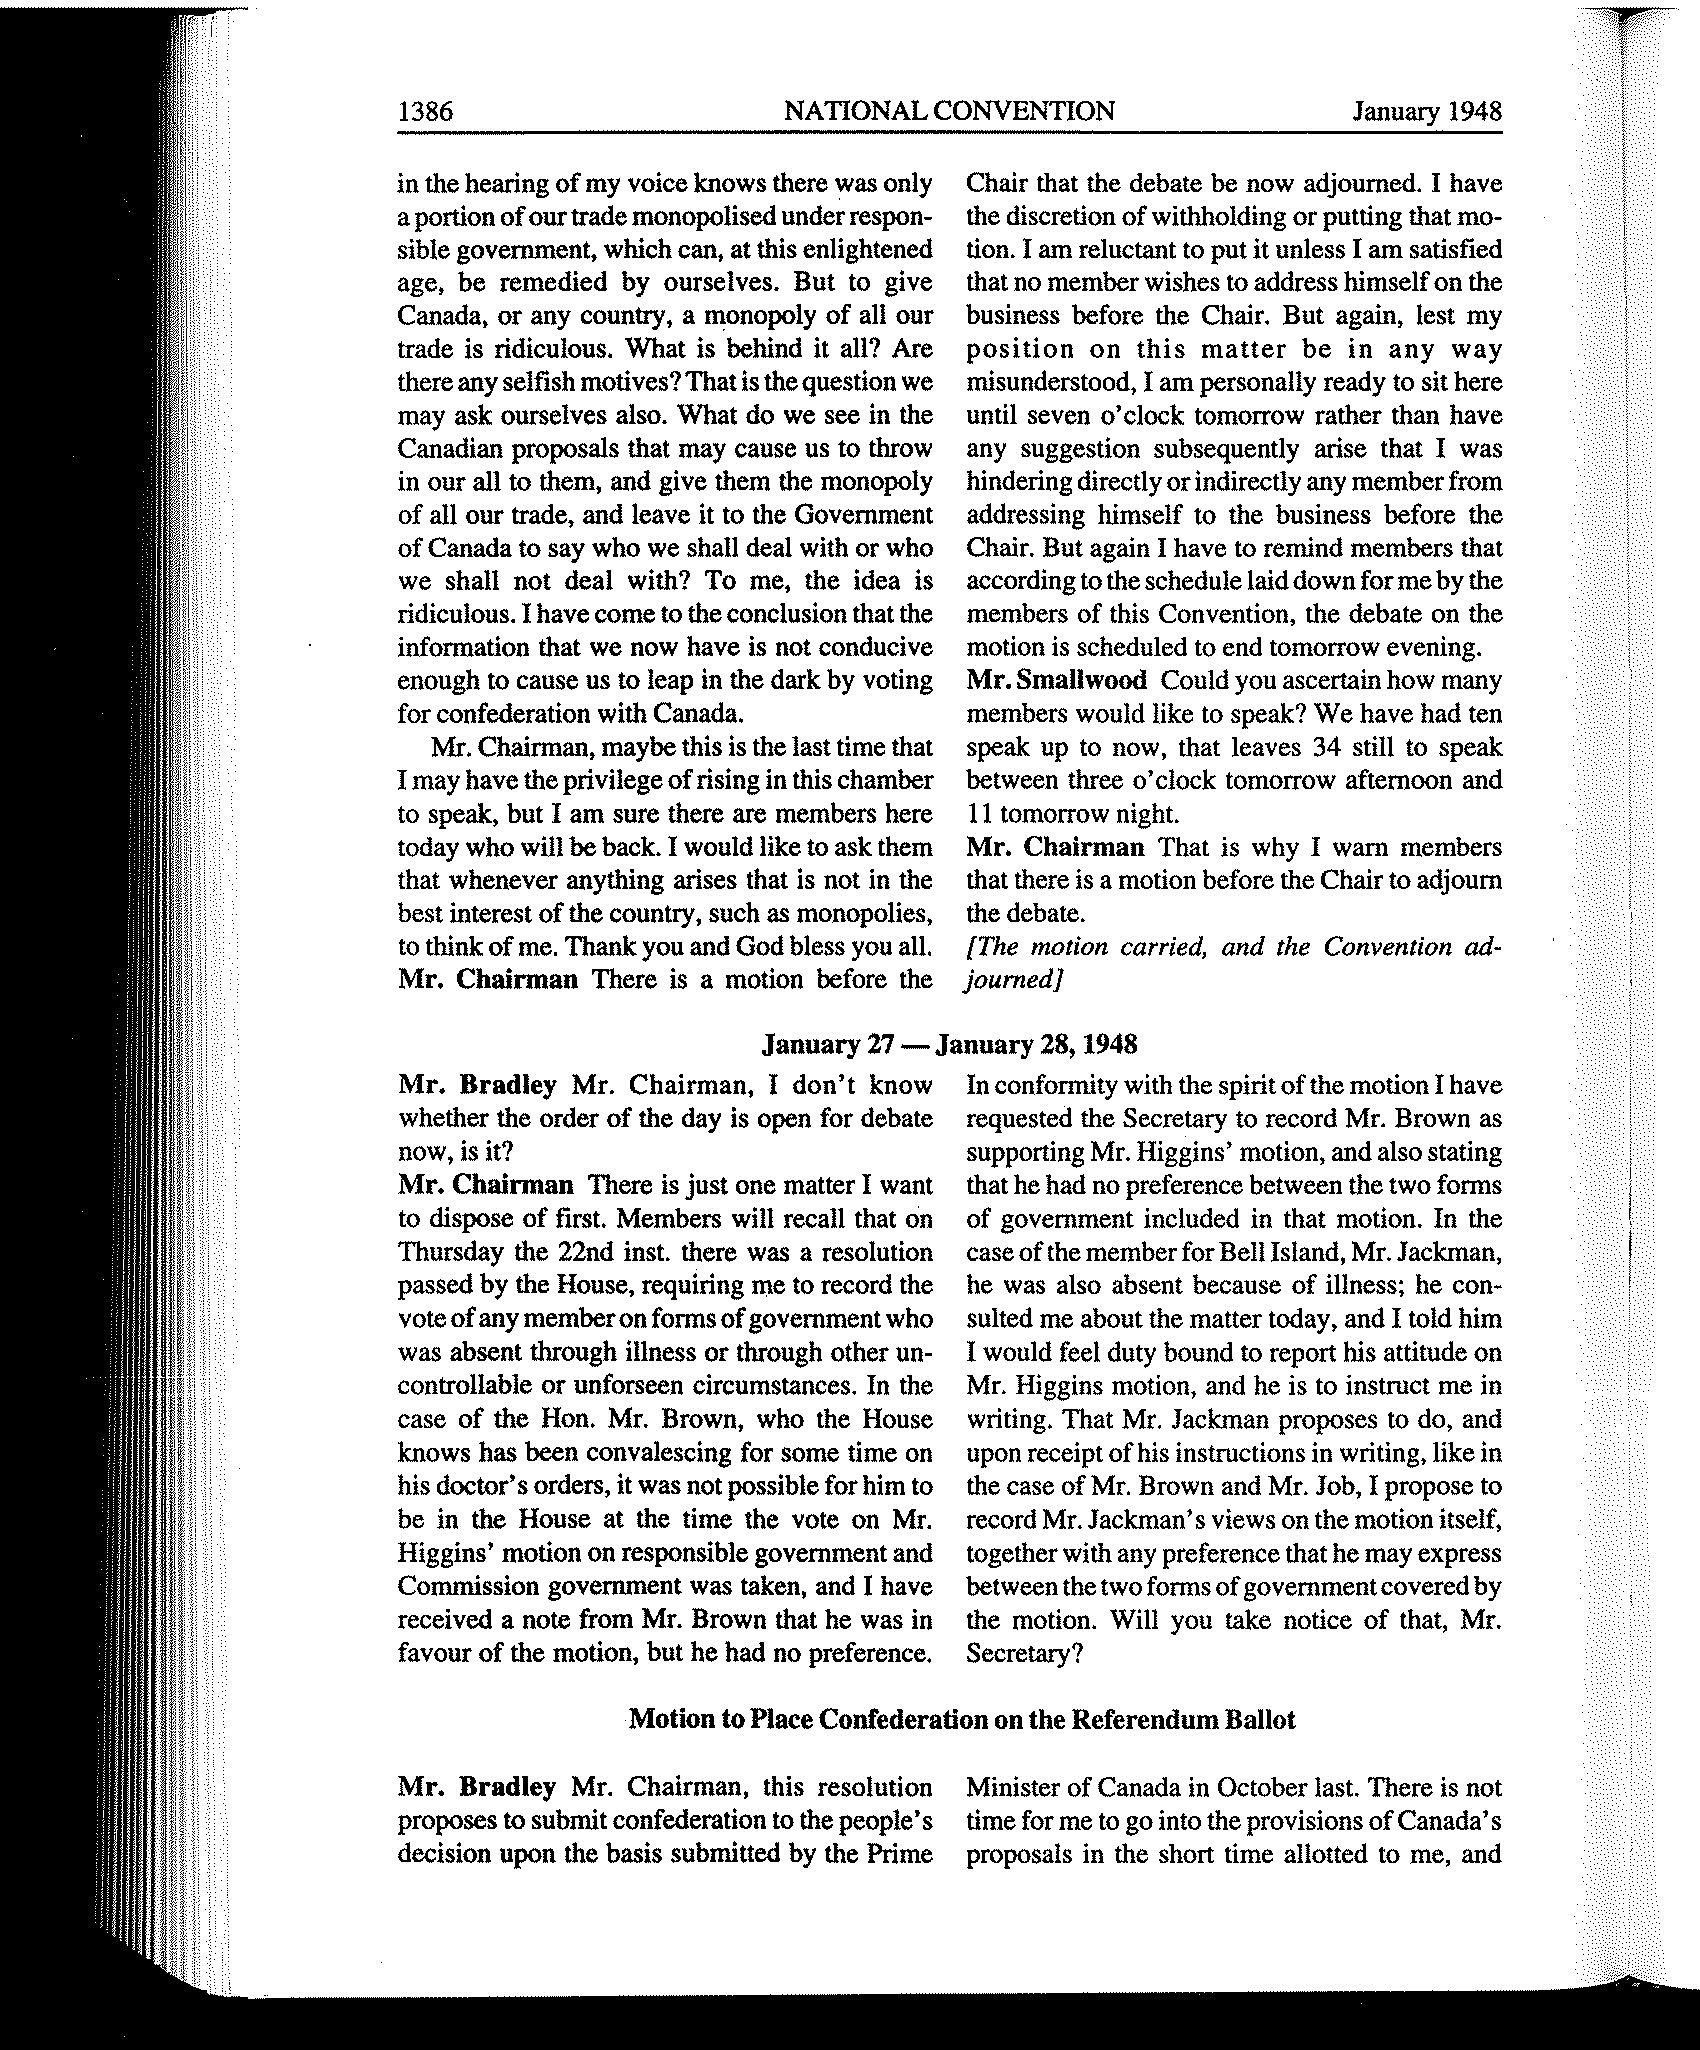 1386 NATIONAL CONVENTION January 1948
in the hearing of my voice knows there was only
a portion of our trade monopolised under respon-
sible government, which can, at this enlightened
age, be remedied by ourselves. But to give
Canada, or any country, a monopoly of all our
trade is ridiculous. What is behind it all? Are
there any selfish motives? That is the question we
may ask ourselves also. What do we see in the
Canadian proposals that may cause us to throw
in our all to them, and give them the monopoly
of all our trade, and leave it to the Government
of Canada to say who we shall deal with or who
we shall not deal with? To me, the idea is
ridiculous. I have come to the conclusion that the
information that we now have is not conducive
enough to cause us to leap in the dark by voting
for confederation with Canada.
Mr. Chairman, maybe this is the last time that
I may have the privilege of rising in this chamber
to speak, but I am sure there are members here
today who will be back. I would like to ask them
that whenever anything arises that is not in the
best interest of the country, such as monopolies,
to think of me. Thank you and God bless you all.
Mr. Chairman There is a motion before the
Chair that the debate be now adjourned. I have
the discretion of withholding or putting that mo-
tion. I am reluctant to put it unless I am satisfied
that no member wishes to address himself on the
business before the Chair. But again, lest my
position on this matter be in any way
misunderstood, I am personally ready to sit here
until seven o'clock tomorrow rather than have
any suggestion subsequently arise that I was
hindering directly or indirectly any member from
addressing himself to the business before the
Chair. But again I have to remind members that
according to the schedule laid down for me by the
members of this Convention, the debate on the
motion is scheduled to end tomorrow evening.
Mr. Smallwood Could you ascertain how many
members would like to speak? We have had ten
speak up to now, that leaves 34 still to speak
between three o'clock tomorrow afternoon and
11 tomorrow night.
Mr. Chairman That is why I warn members
that there is a motion before the Chair to adjourn
the debate.
[The motion carried, and the Convention ad-
journed]
January 27 — January 28, 1948
Mr. Bradley Mr. Chairman, I don't know
whether the order of the day is open for debate
now, is it?
Mr. Chairman There is just one matter I want
to dispose of first. Members will recall that on
Thursday the 22nd inst. there was a resolution
passed by the House, requiring me to record the
vote of any member on forms of government who
was absent through illness or through other un-
controllable or unforseen circumstances. In the
case of the Hon. Mr. Brown, who the House
knows has been convalescing for some time on
his doctor's orders, it was not possible for him to
be in the House at the time the vote on Mr.
Higgins' motion on responsible government and
Commission government was taken, and I have
received a note from Mr. Brown that he was in
favour of the motion, but he had no preference.
In conformity with the spirit of the motion I have
requested the Secretary to record Mr. Brown as
supporting Mr. Higgins' motion, and also stating
that he had no preference between the two forms
of government included in that motion. In the
case of the member for Bell Island, Mr. Jackman,
he was also absent because of illness; he con-
sulted me about the matter today, and I told him
I would feel duty bound to report his attitude on
Mr. Higgins motion, and he is to instruct me in
writing. That Mr. Jackman proposes to do, and
upon receipt of his instructions in writing, like in
the case of Mr. Brown and Mr. Job, I propose to
record Mr. Jackman's views on the motion itself,
together with any preference that he may express
between the two forms of government covered by
the motion. Will you take notice of that, Mr.
Secretary?
Motion to Place Confederation on the Referendum Ballot
Mr. Bradley Mr. Chairman, this resolution
proposes to submit confederation to the people's
decision upon the basis submitted by the Prime
Minister of Canada in October last. There is not
time for me to go into the provisions of Canada's
proposals in the short time allotted to me, and